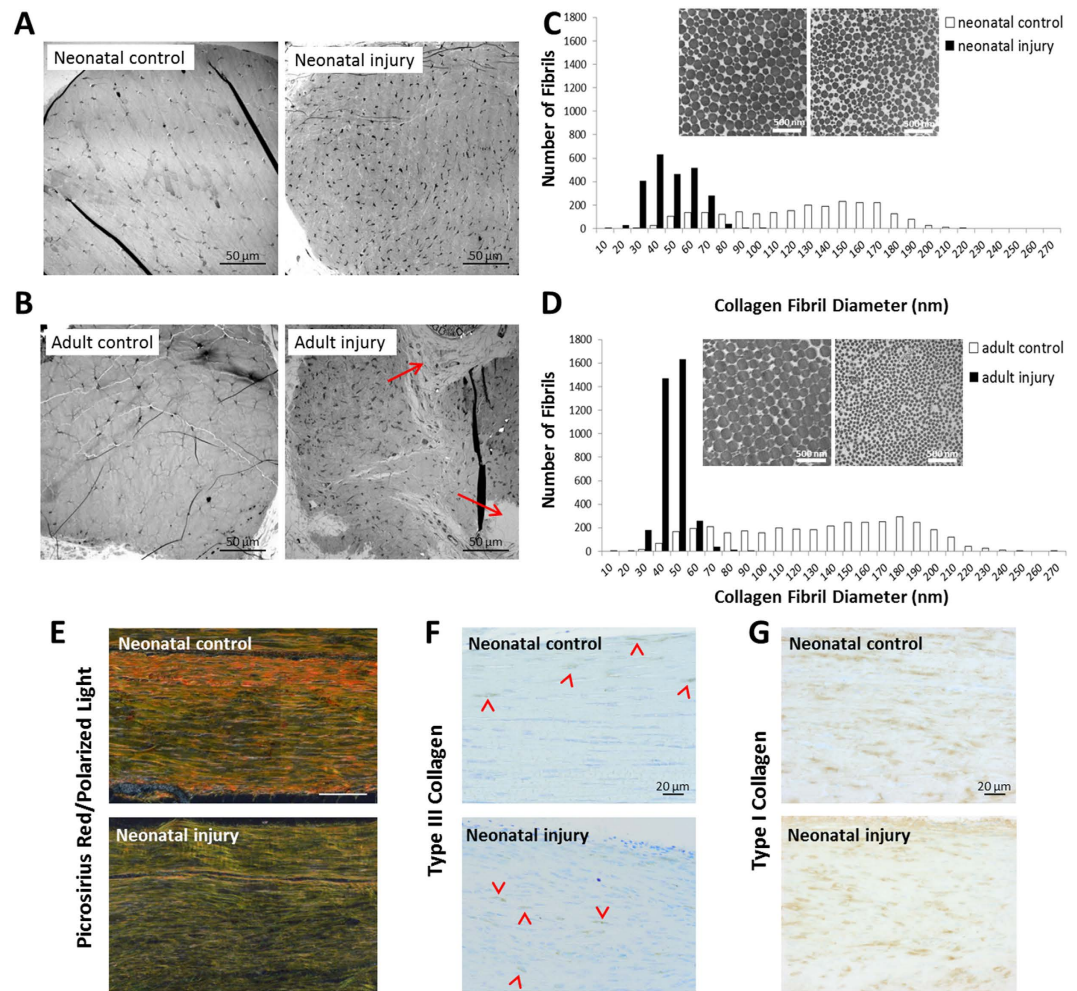 A
Neonatal control
50 µm
Neonatal injury
50 µm
B
Adult control
50 µm
Adult injury
50 µm
C
Number of Fibrils
1800
1600
1400
1200
1000
800
600
400
200
0
500 nm
500 nm
neonatal control
neonatal injury
10 20 30 40 50 60 70 80 90 100 110 120 130 140 150 160 170 180 190 200 210 220 230 240 250 260 270
Collagen Fibril Diameter (nm)
D
Number of Fibrils
1800
1600
1400
1200
1000
800
600
400
200
0
500 nm
500 nm
adult control
adult injury
10 20 30 40 50 60 70 80 90 100 110 120 130 140 150 160 170 180 190 200 210 220 230 240 250 260 270
Collagen Fibril Diameter (nm)
E
Picrosirius Red/Polarized Light
Neonatal control
Neonatal injury
F
Type III Collagen
Neonatal control
20 µm
Neonatal injury
G
Type I Collagen
Neonatal control
20 µm
Neonatal injury